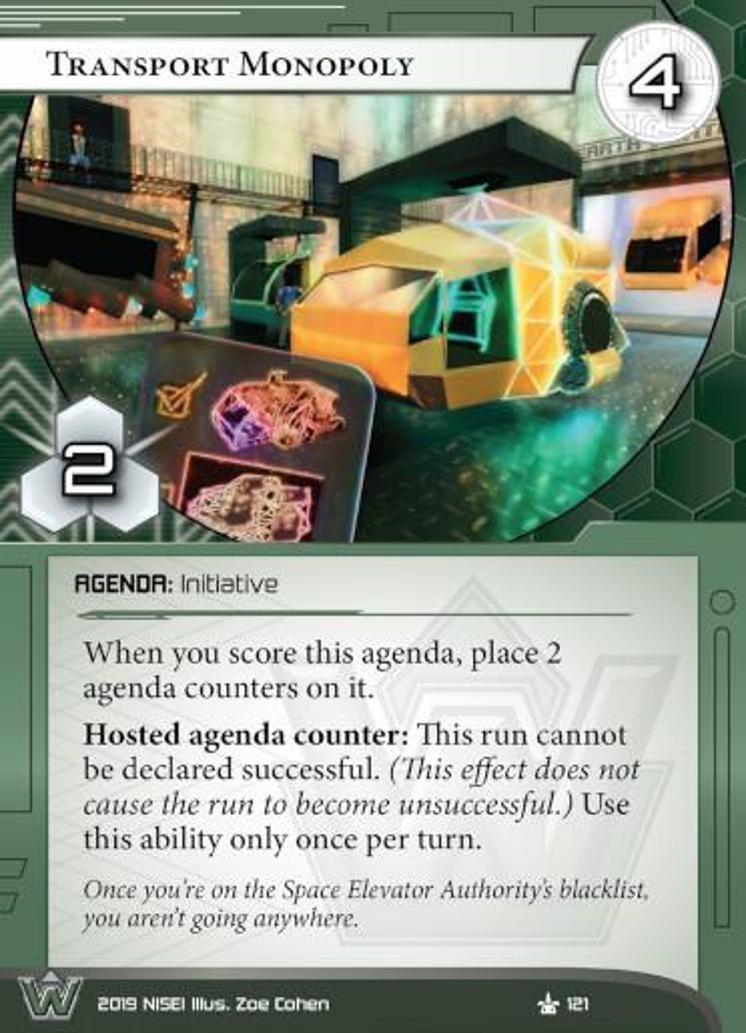 TRANSPORT MONOPOLY
4
2
AGENDA: Initiative
When you score this agenda, place 2
agenda counters on it.
Hosted agenda counter: This run cannot
be declared successful. (This effect does not
cause the run to become unsuccessful.) Use
this ability only once per turn.
Once you're on the Space Elevator Authority's blacklist,
you aren't going anywhere.
W
2019 NISEI Illus. Zoe Cohen
121